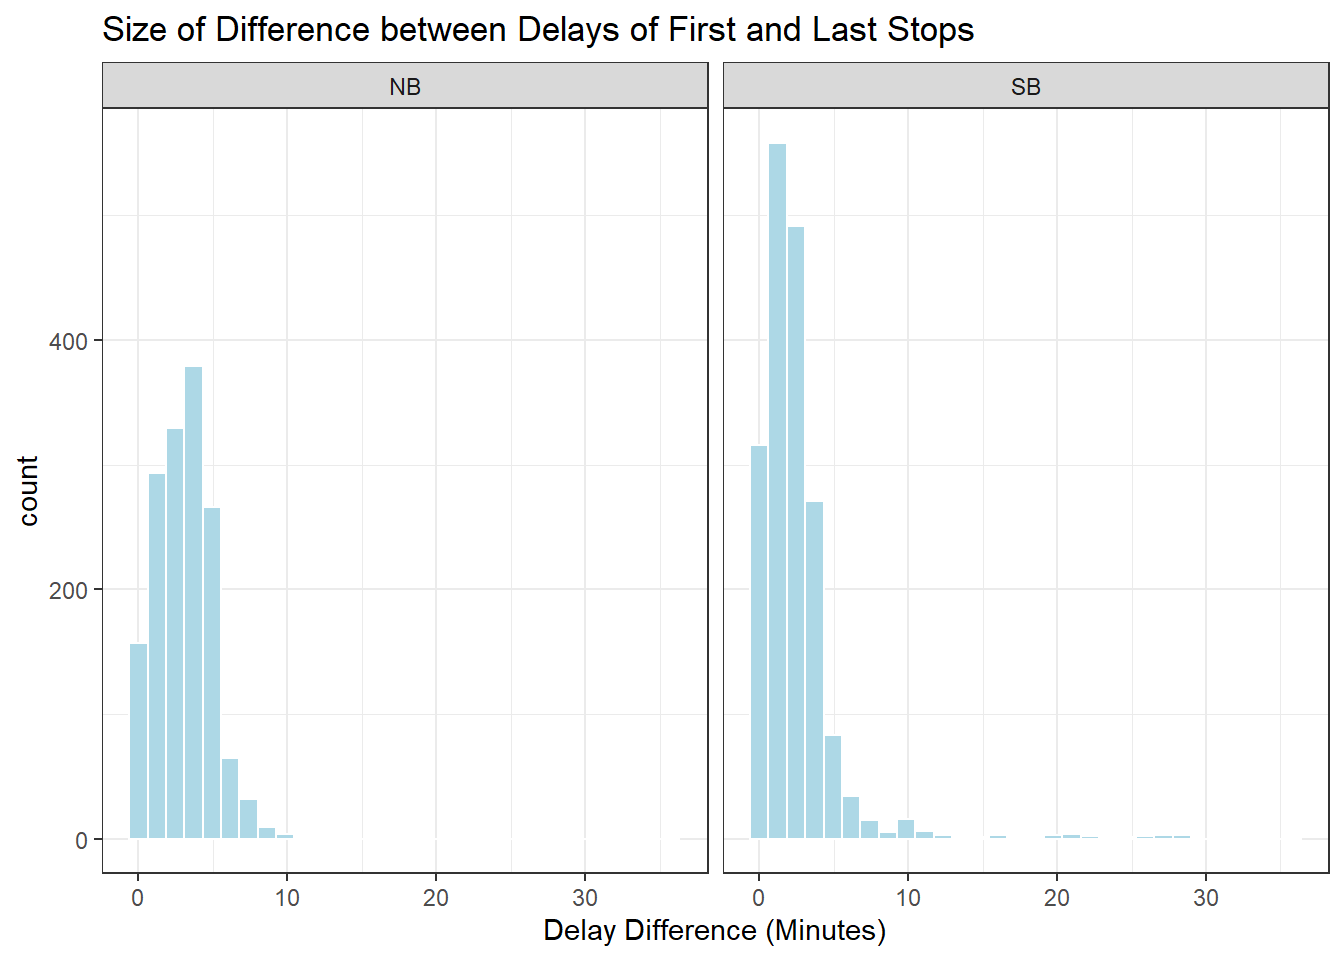 Size of Difference between Delays of First and Last Stops
NB
SB
count
400
200
0
0
10
20
30
0
10
20
30
Delay Difference (Minutes)